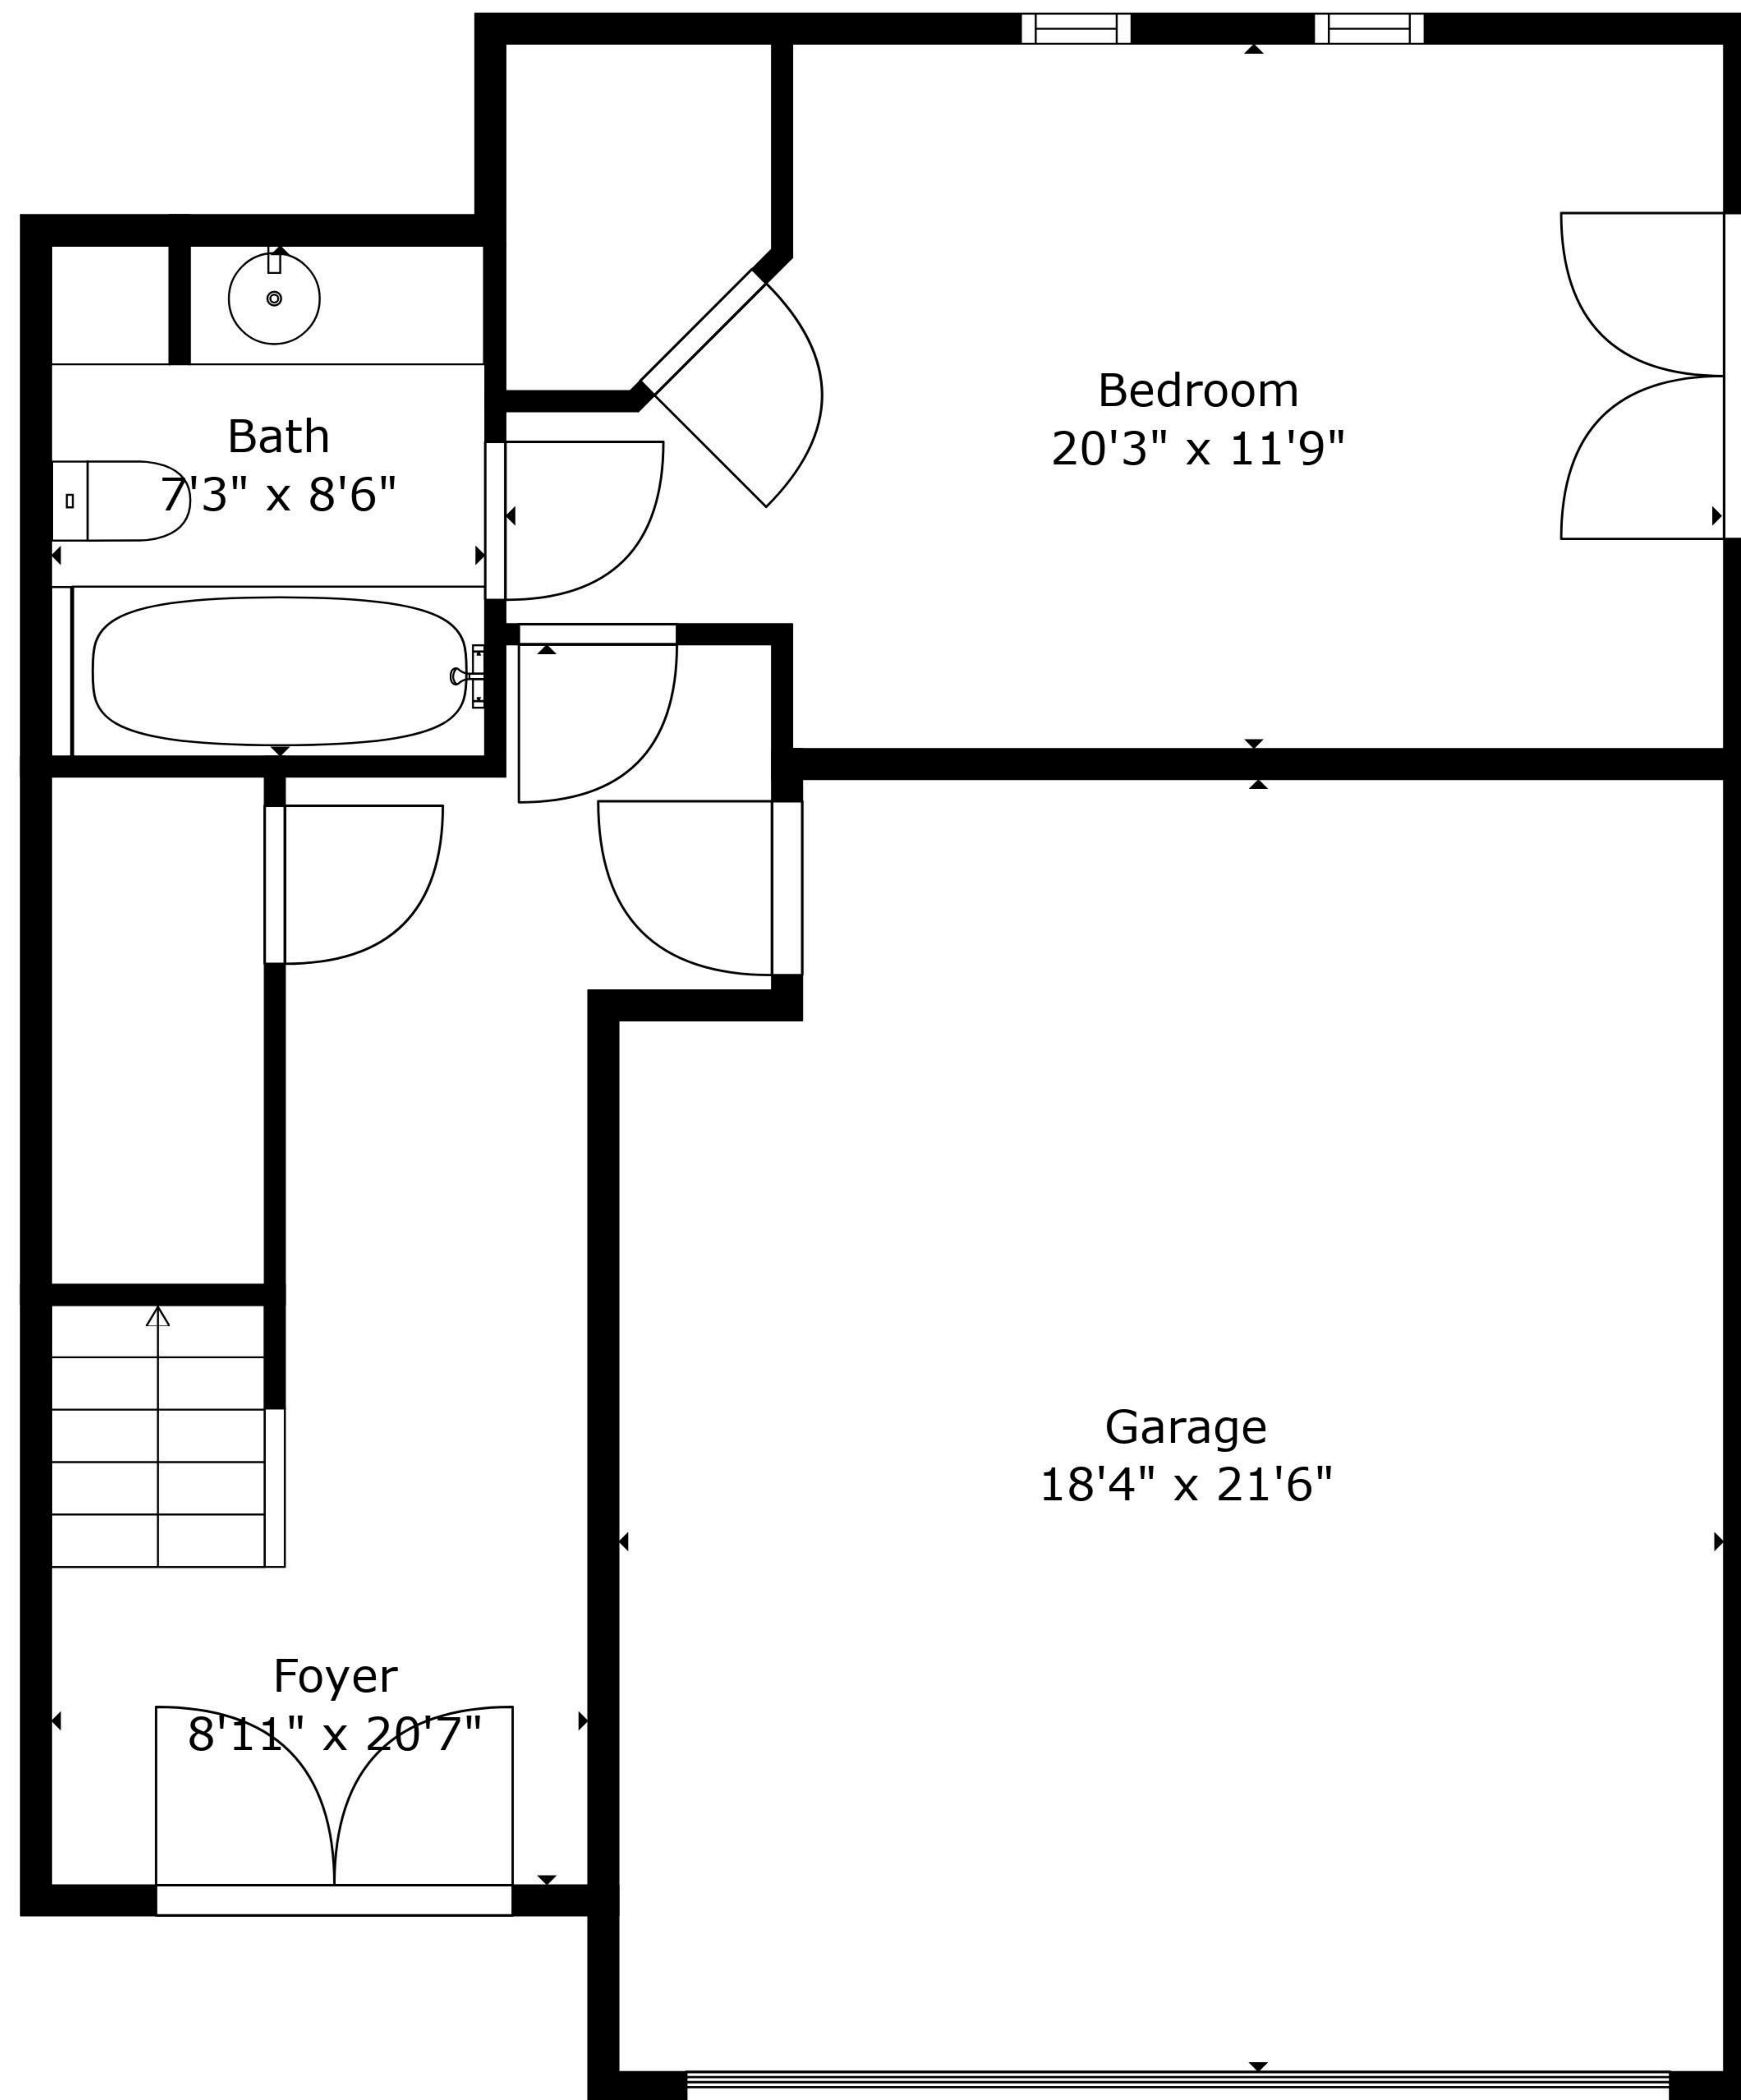 Bedroom
20'3" x 11'9"
Bath
7'3" x 8'6"
Garage
18'4" x 21'6"
Foyer
8'11" x 20'7"